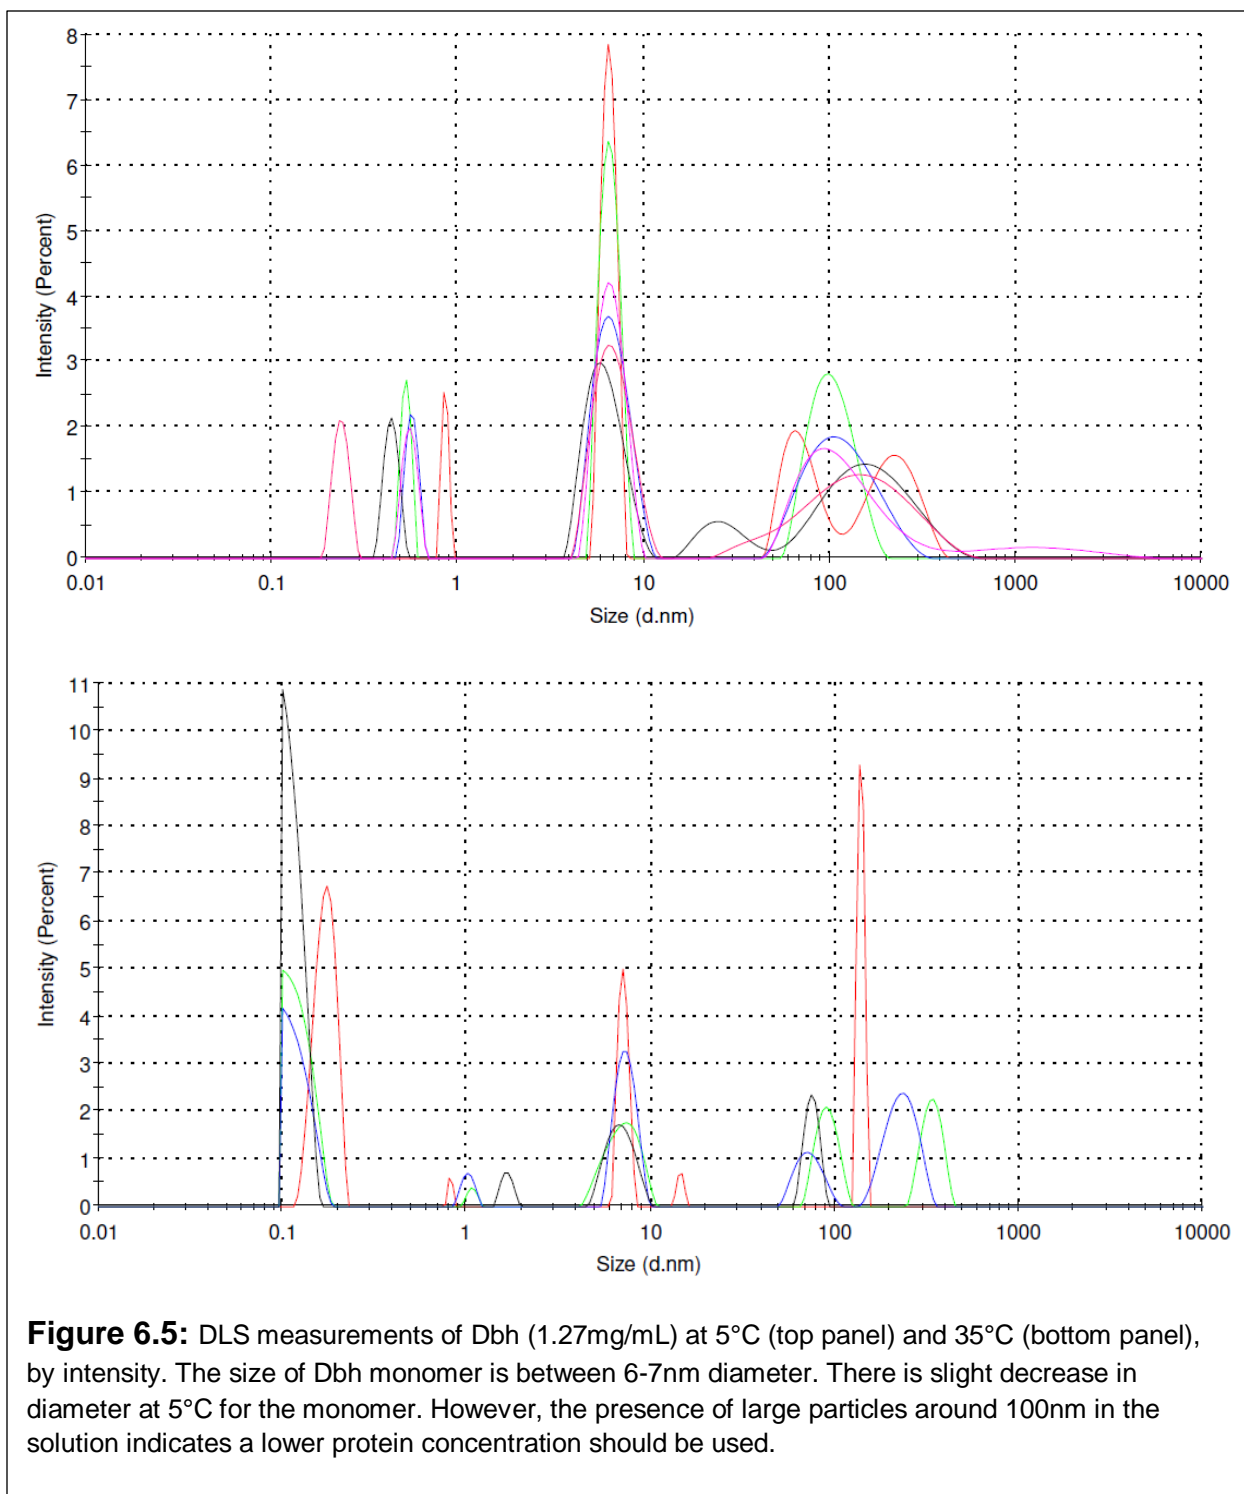 8
7
6
5
4
3
2
1
0
Intensity (Percent)
0.01 0.1 1 10 100 1000 10000
Size (d.nm)
11
10
9
8
7
6
5
4
3
2
1
0
Intensity (Percent)
0.01 0.1 1 10 100 1000 10000
Size (d.nm)
Figure 6.5: DLS measurements of Dbh (1.27mg/mL) at 5°C (top panel) and 35°C (bottom panel),
by intensity. The size of Dbh monomer is between 6-7nm diameter. There is slight decrease in
diameter at 5°C for the monomer. However, the presence of large particles around 100nm in the
solution indicates a lower protein concentration should be used.